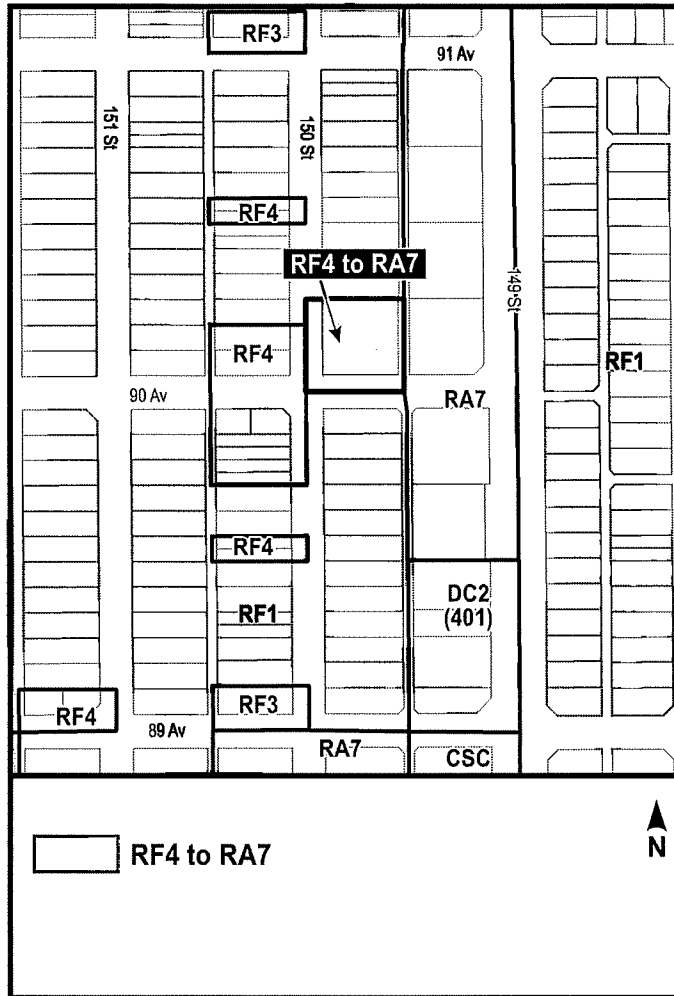 RF3
91 Av
151 St
150 St
RF4
RF4 to RA7
149 St
RF4
RF1
90 Av
RA7
RF4
DC2
(401)
RF1
RF4
RF3
89 Av
RA7
CSC
RF4 to RA7
N